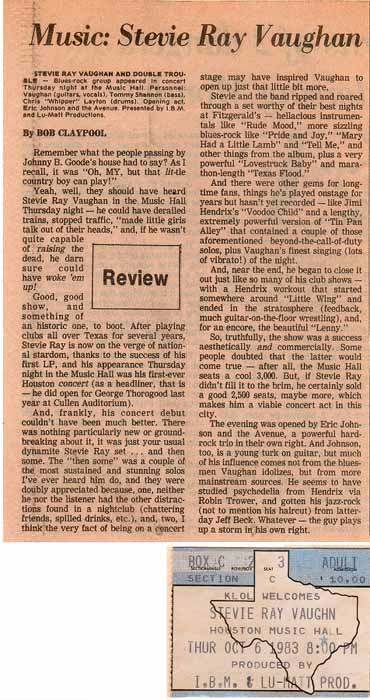 Music: Stevie Ray Vaughan
STEVIE RAY VAUGHAN AND DOUBLE TROU-
BLE — Blues-rock group appeared in concert
Thursday night at the Music Hall. Personnel:
Vaughan (guitars, vocals), Tommy Shannon (bass),
Chris "Whipper" Layton (drums). Opening act,
Eric Johnson and the Avenue. Presented by I.B.M.
and Lu-Matt Productions.
By BOB CLAYPOOL
Remember what the people passing by
Johnny B. Goode's house had to say? As I
recall, it was "Oh, MY, but that lit-tle
country boy can play!"
Yeah, well, they should have heard
Stevie Ray Vaughan in the Music Hall
Thursday night — he could have derailed
trains, stopped traffic, "made little girls
talk out of their heads," and, if he wasn't
quite capable
of raising the
dead, he darn
sure could
have woke 'em
up!
Review
Good, good
show, and
something of
an historic one, to boot. After playing
clubs all over Texas for several years,
Stevie Ray is now on the verge of nation-
al stardom, thanks to the success of his
first LP, and his appearance Thursday
night in the Music Hall was his first-ever
Houston concert (as a headliner, that is
— he did open for George Thorogood last
year at Cullen Auditorium).
And, frankly, his concert debut
couldn't have been much better. There
was nothing particularly new or ground-
breaking about it, it was just your usual
dynamite Stevie Ray set . . . and then
some. The "then some" was a couple of
the most sustained and stunning solos
I've ever heard him do, and they were
doubly appreciated because, one, neither
he nor the listener had the other distrac-
tions found in a nightclub (chattering
friends, spilled drinks, etc.), and, two, I
think the very fact of being on a concert
stage may have inspired Vaughan to
open up just that little bit more.
Stevie and the band ripped and roared
through a set worthy of their best nights
at Fitzgerald's — hellacious instrumen-
tals like "Rude Mood," more sizzling
blues-rock like "Pride and Joy," "Mary
Had a Little Lamb" and "Tell Me," and
other things from the album, plus a very
powerful "Lovestruck Baby" and mara-
thon-length "Texas Flood."
And there were other gems for long-
time fans, things he's played onstage for
years but hasn't yet recorded — like Jimi
Hendrix's "Voodoo Child" and a lengthy,
extremely powerful version of "Tin Pan
Alley" that contained a couple of those
aforementioned beyond-the-call-of-duty
solos, plus Vaughan's finest singing (lots
of vibrato!) of the night.
And, near the end, he began to close it
out just like so many of his club shows —
with a Hendrix workout that started
somewhere around "Little Wing" and
ended in the stratosphere (feedback,
much guitar-on-the-floor wrestling), and,
for an encore, the beautiful "Lenny."
So, truthfully, the show was a success
aesthetically and commercially. Some
people doubted that the latter would
come true — after all, the Music Hall
seats a cool 3,000. But, if Stevie Ray
didn't fill it to the brim, he certainly sold
a good 2,500 seats, maybe more, which
makes him a viable concert act in this
city.
The evening was opened by Eric John-
son and the Avenue, a powerful hard-
rock trio in their own right. And Johnson,
too, is a young turk on guitar, but much
of his influence comes not from the blues-
men Vaughan idolizes, but from more
mainstream sources. He seems to have
studied psychedelia from Hendrix via
Robin Trower, and gotten his jazz-rock
(not to mention his haircut) from latter-
day Jeff Beck. Whatever — the guy plays
up a storm in his own right.
BOX C 2 3 ADULT
SECTION C 10.00
KLOL WELCOMES
STEVIE RAY VAUGHN
HOUSTON MUSIC HALL
THUR OCT 6 1983 8:00 PM
PRODUCED BY
I.B.M. & LU-MATT PROD.